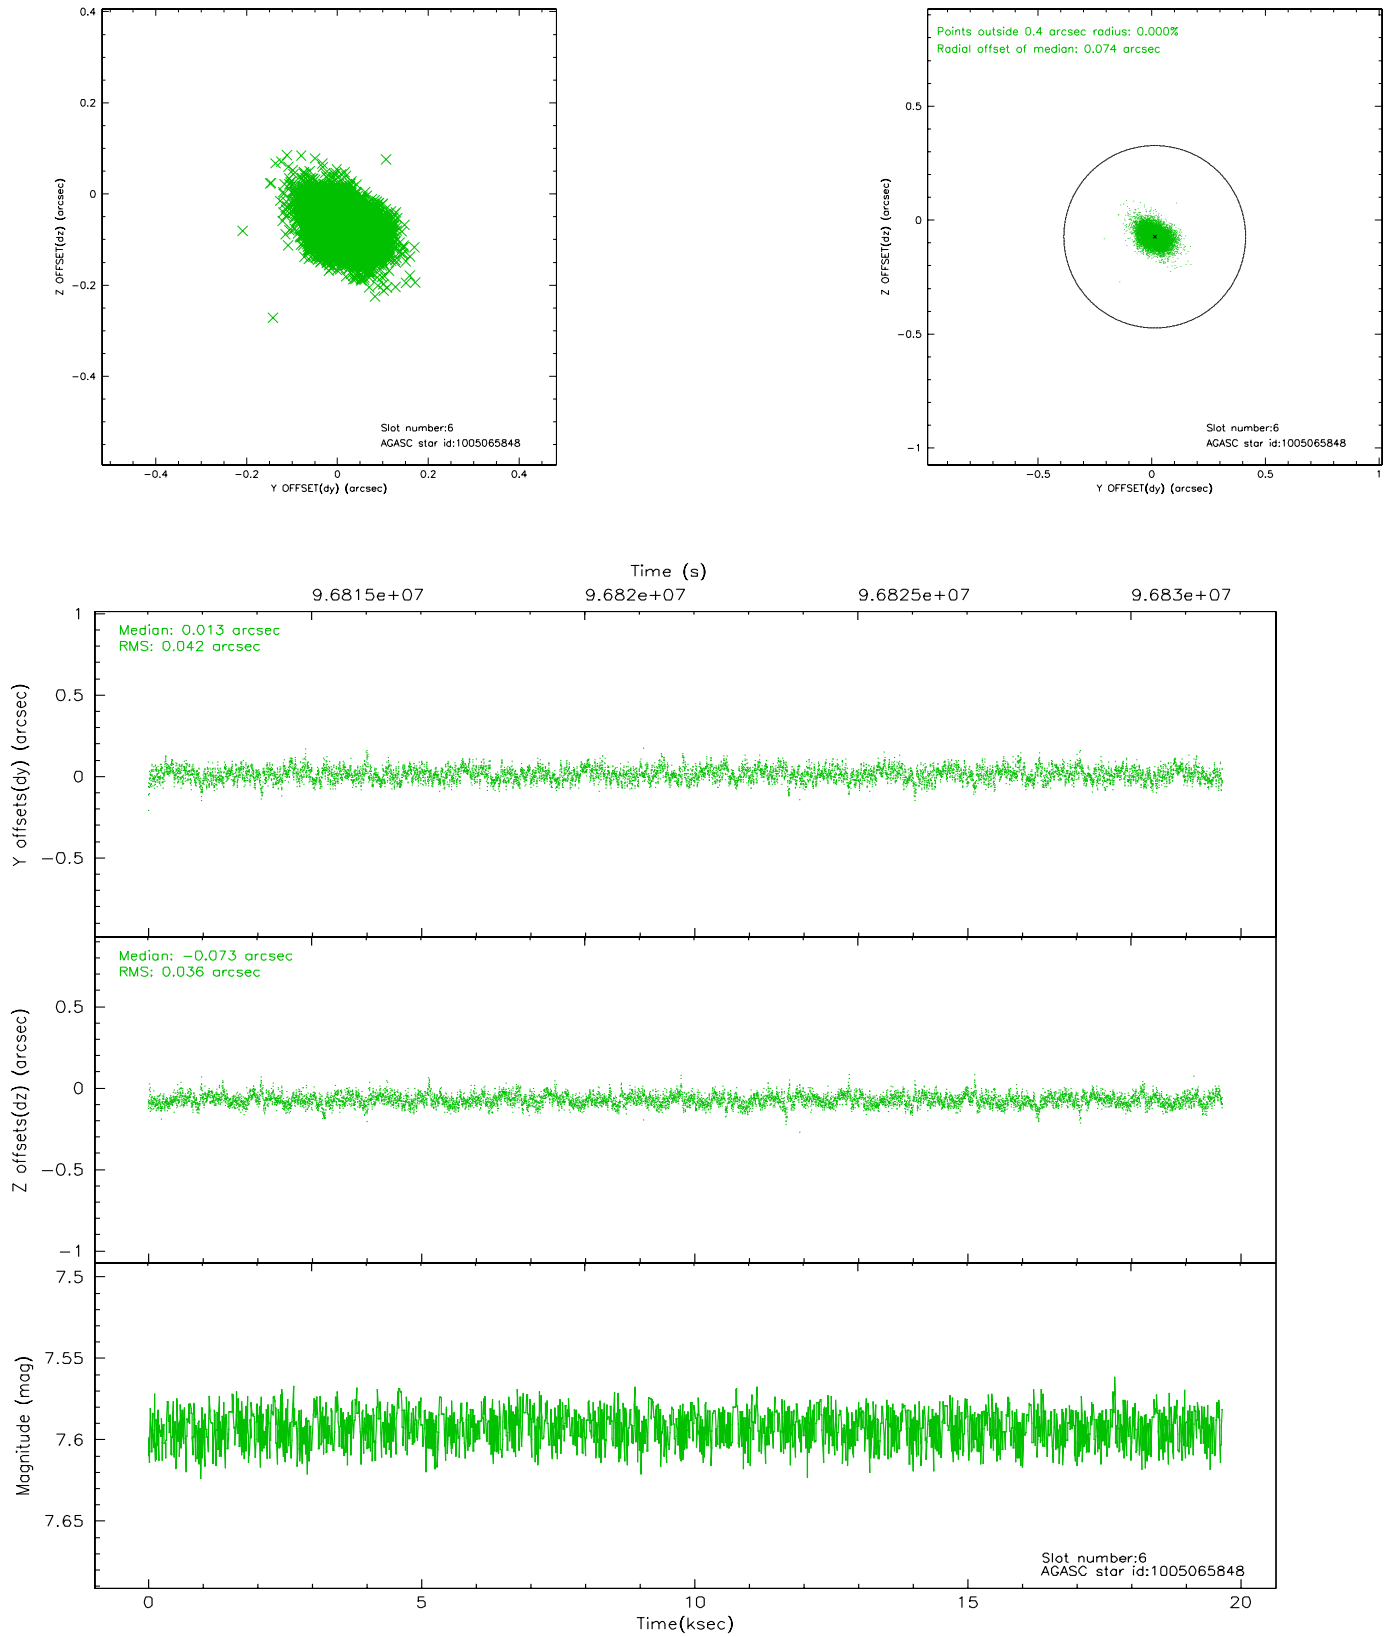 0.4
0.2
0
−0.2
−0.4
Z OFFSET(dz) (arcsec)
Slot number:6
AGASC star id:1005065848
−0.4 −0.2 0 0.2 0.4
Y OFFSET(dy) (arcsec)
Points outside 0.4 arcsec radius: 0.000%
Radial offset of median: 0.074 arcsec
0.5
0
−0.5
−1
Z OFFSET(dz) (arcsec)
Slot number:6
AGASC star id:1005065848
−0.5 0 0.5 1
Y OFFSET(dy) (arcsec)
Time (s)
9.6815e+07 9.682e+07 9.6825e+07 9.683e+07
Median: 0.013 arcsec
RMS: 0.042 arcsec
1
0.5
0
−0.5
Y offsets(dy) (arcsec)
Median: −0.073 arcsec
RMS: 0.036 arcsec
0.5
0
−0.5
−1
Z offsets(dz) (arcsec)
7.5
7.55
7.6
7.65
Magnitude (mag)
Slot number:6
AGASC star id:1005065848
0 5 10 15 20
Time(ksec)